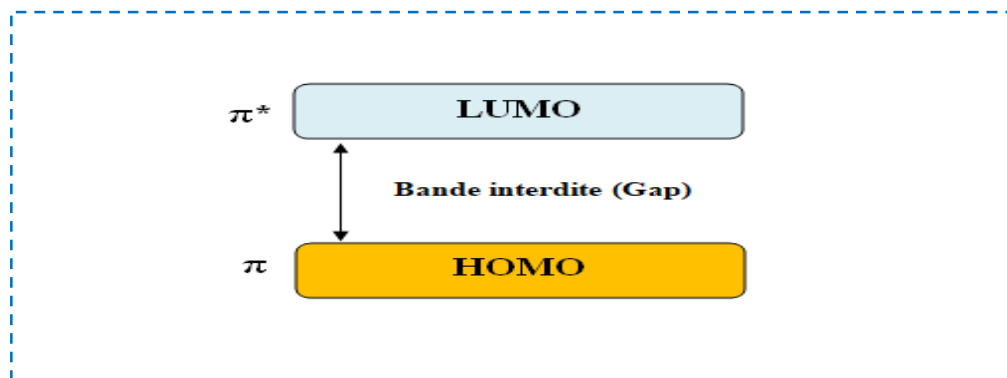 π* LUMO
Bande interdite (Gap)
π HOMO